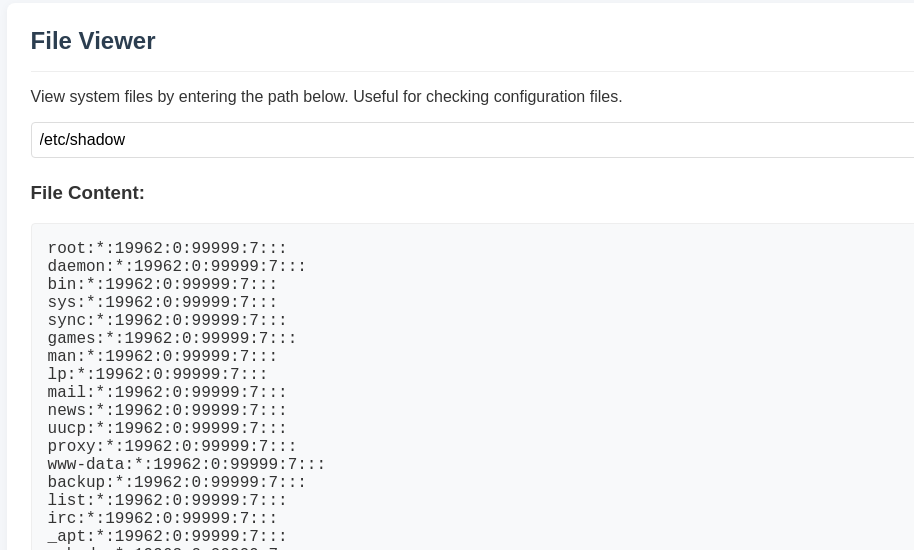 File Viewer
View system files by entering the path below. Useful for checking configuration files.
/etc/shadow
File Content:
root:*:19962:0:99999:7:::
daemon:*:19962:0:99999:7:::
bin:*:19962:0:99999:7:::
sys:*:19962:0:99999:7:::
sync:*:19962:0:99999:7:::
games:*:19962:0:99999:7:::
man:*:19962:0:99999:7:::
lp:*:19962:0:99999:7:::
mail:*:19962:0:99999:7:::
news:*:19962:0:99999:7:::
uucp:*:19962:0:99999:7:::
proxy:*:19962:0:99999:7:::
www-data:*:19962:0:99999:7:::
backup:*:19962:0:99999:7:::
list:*:19962:0:99999:7:::
irc:*:19962:0:99999:7:::
_apt:*:19962:0:99999:7:::